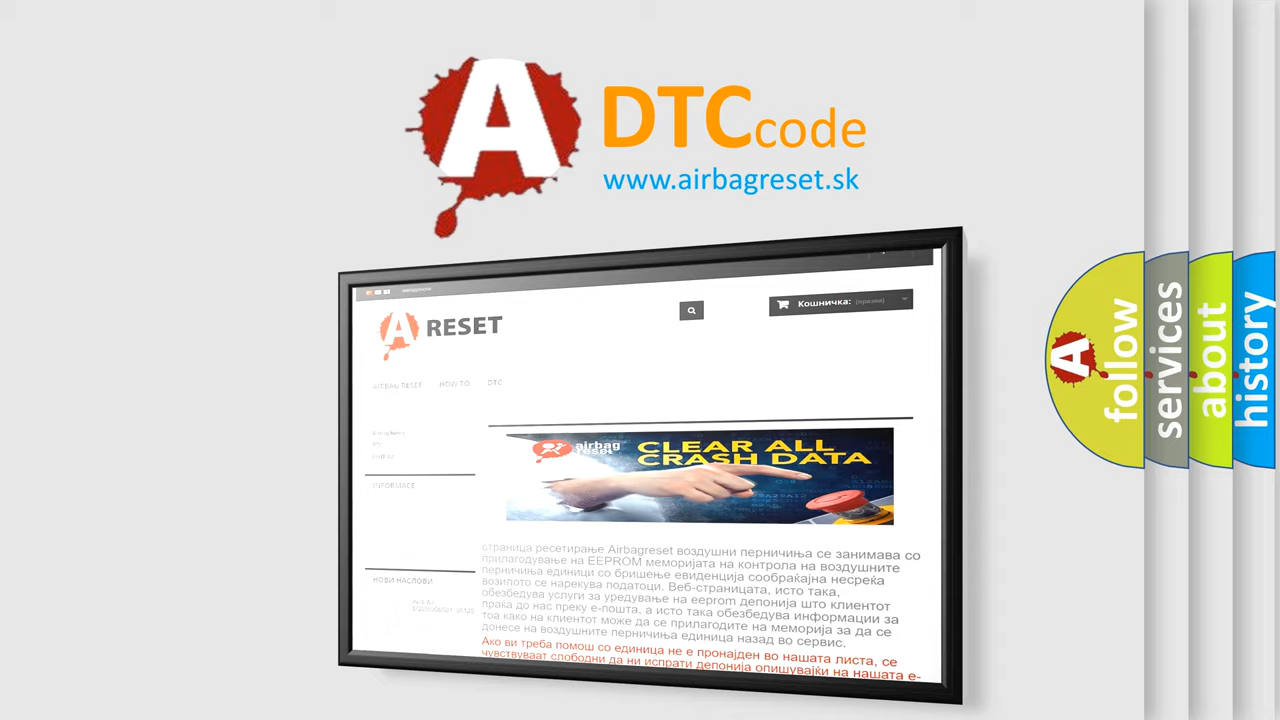 A
DTCcode
www.airbagreset.sk
A RESET
Кошничка: (празна)
AIRBAG RESET HOW TO DTC
INFORMACE
airbag
reset
CLEAR ALL
CRASH DATA
страница ресетирање Airbagreset воздушни перничиња се занимава со
прилагодување на EEPROM меморијата на контрола на воздушните
перничиња единици со бришење евиденција сообраќајна несреќа
возилото се нарекува податоци. Веб-страницата, исто така,
обезбедува услуги за уредување на eeprom депонија што клиентот
праќа до нас преку е-пошта, а исто така обезбедува информации за
тоа како на клиентот може да се прилагодите на меморија за да се
донесе на воздушните перничиња единица назад во сервис.
Ако ви треба помош со единица не е пронајден во нашата листа, се
чувствуваат слободни да ни испрати депонија опишувајќи на нашата е-
НОВИ НАСЛОВИ
A
follow
services
about
history